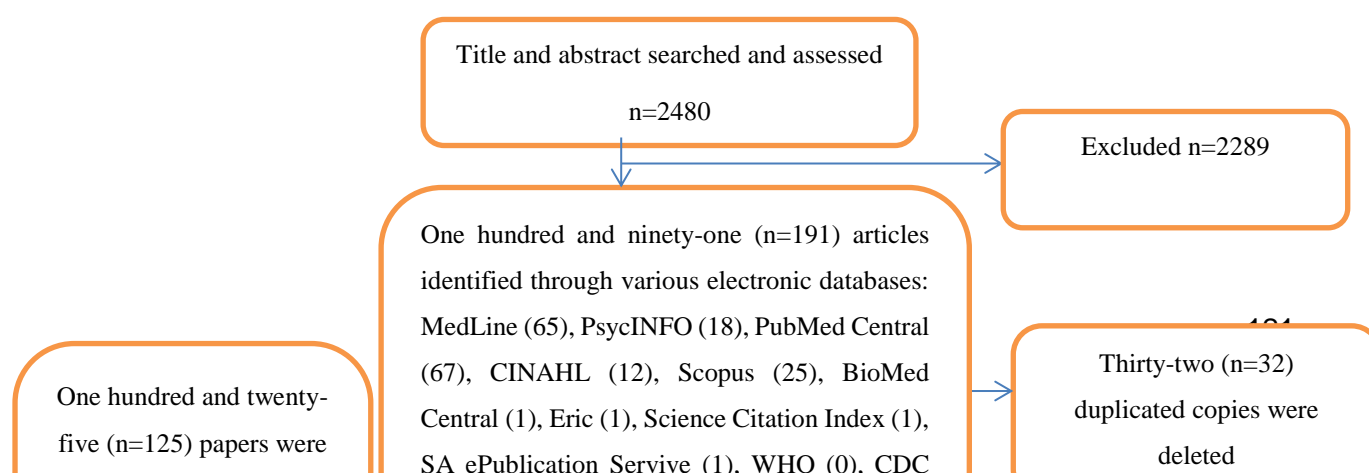 Title and abstract searched and assessed
n=2480
Excluded n=2289
One hundred and ninety-one (n=191) articles
identified through various electronic databases:
MedLine (65), PsycINFO (18), PubMed Central
(67), CINAHL (12), Scopus (25), BioMed
Central (1), Eric (1), Science Citation Index (1),
SA ePublication Servive (1), WHO (0), CDC
One hundred and twenty-
five (n=125) papers were
Thirty-two (n=32)
duplicated copies were
deleted